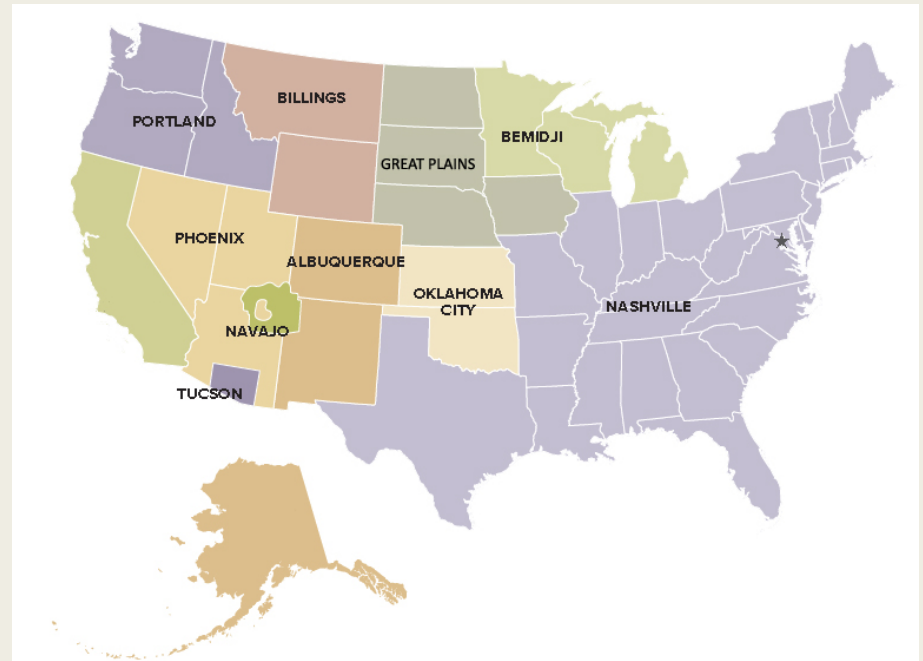 BILLINGS
PORTLAND
BEMIDJI
GREAT PLAINS
PHOENIX
ALBUQUERQUE
OKLAHOMA
CITY
NASHVILLE
NAVAJO
TUCSON